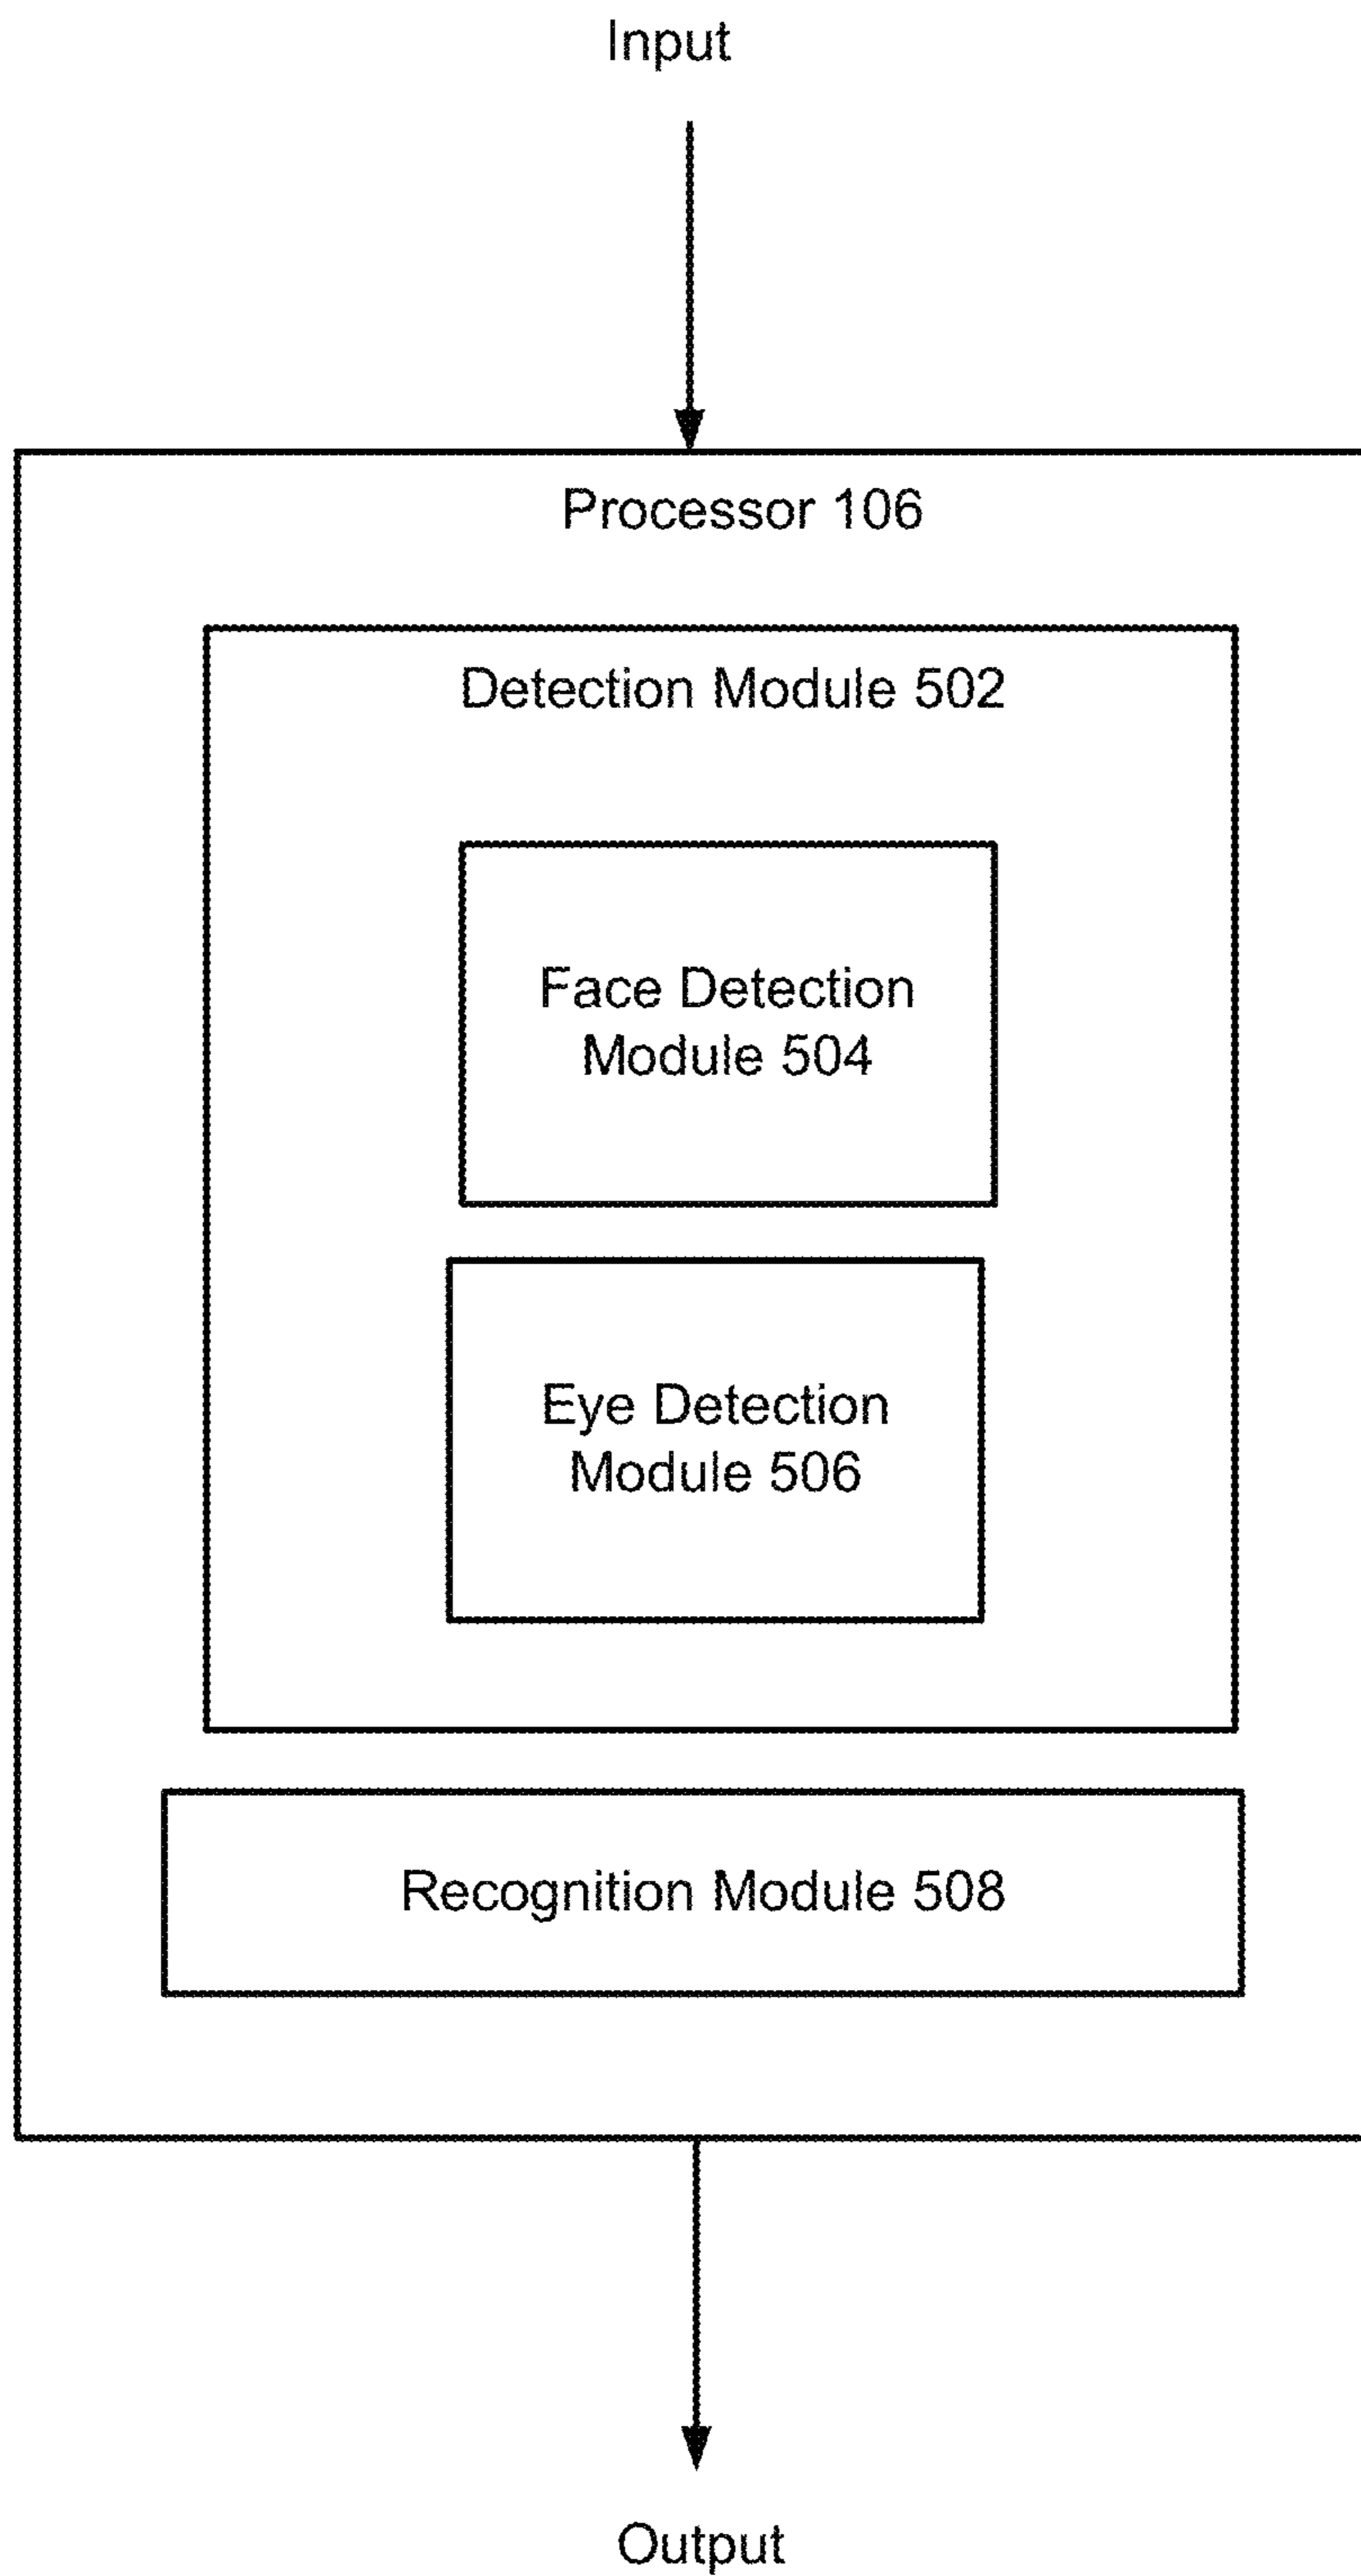 Input
Processor 106
Detection Module 502
Face Detection
Module 504
Eye Detection
Module 506
Recognition Module 508
Output